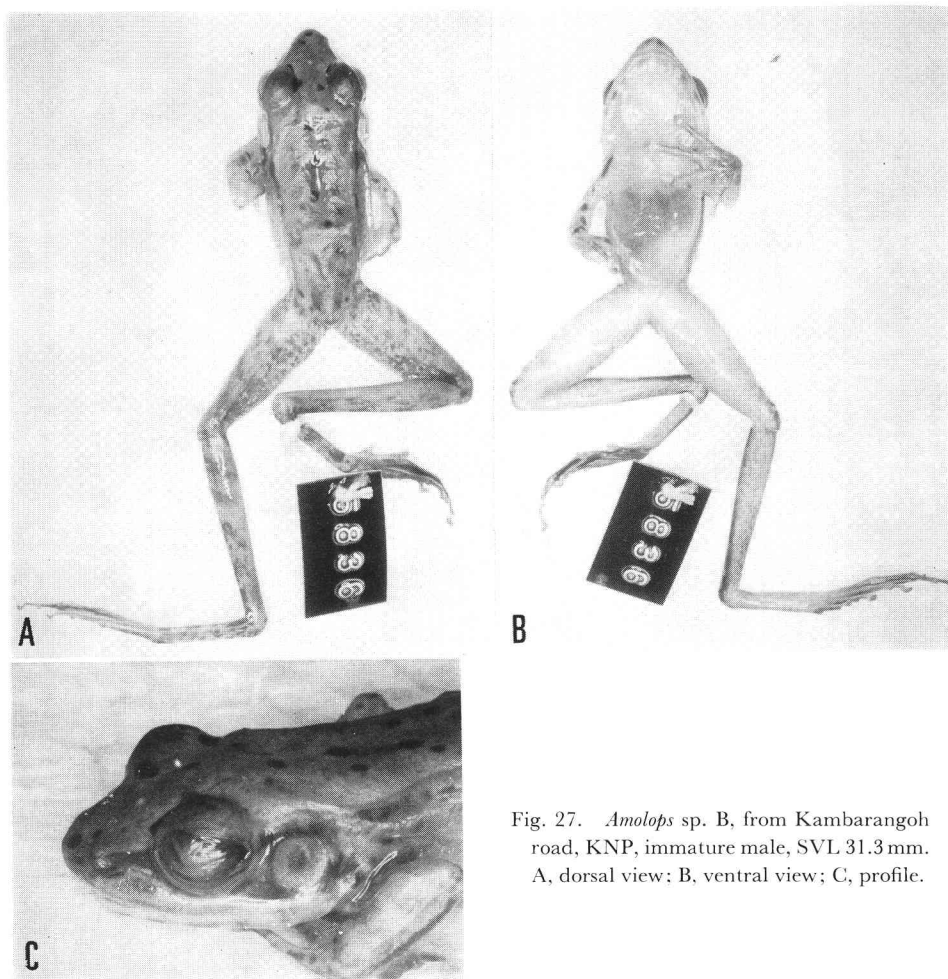 A
B
C
Fig. 27. Amolops sp. B, from Kambarangoh
road, KNP, immature male, SVL 31.3 mm.
A, dorsal view; B, ventral view; C, profile.